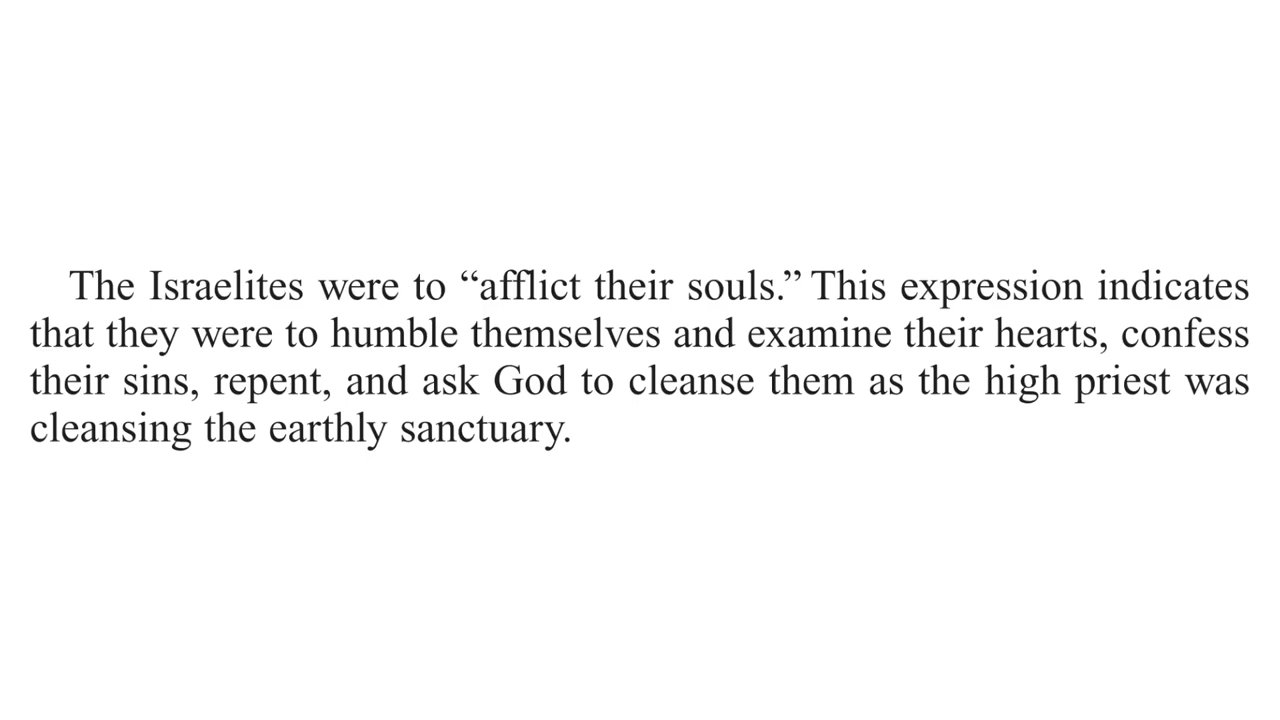 The Israelites were to “afflict their souls.” This expression indicates
that they were to humble themselves and examine their hearts, confess
their sins, repent, and ask God to cleanse them as the high priest was
cleansing the earthly sanctuary.